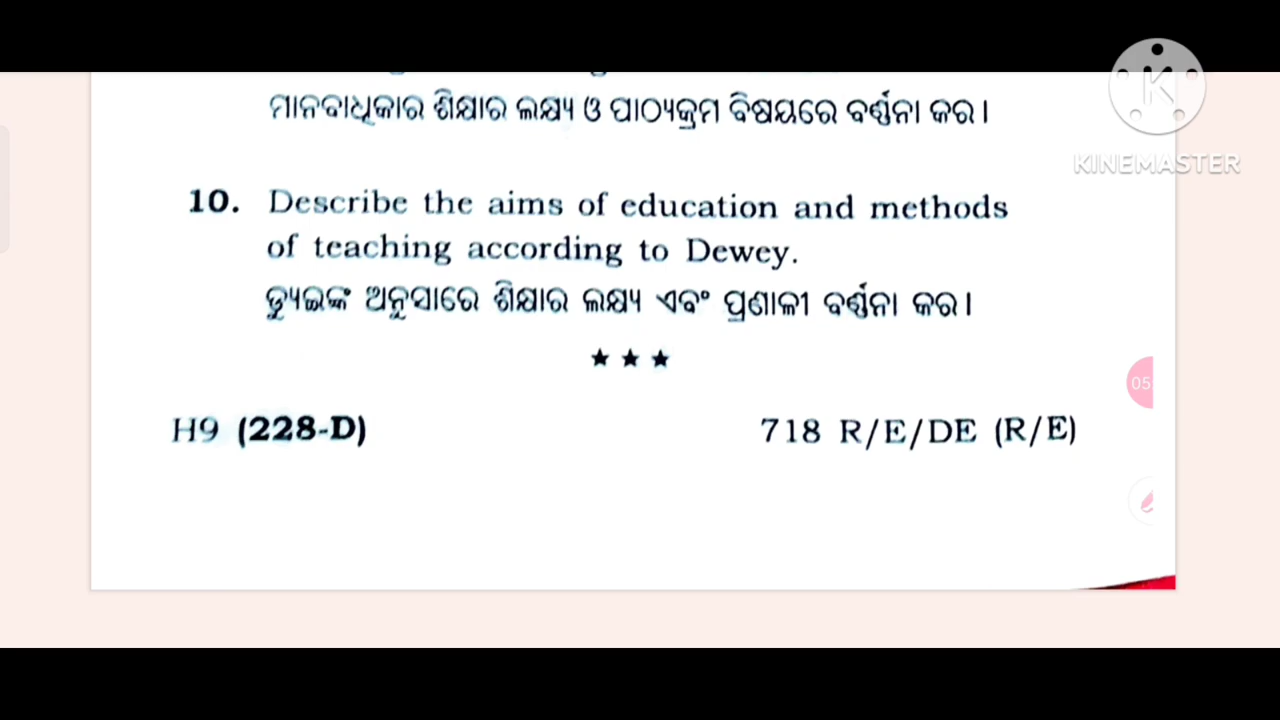 ମାନବାଧିକାର ଶିକ୍ଷାର ଲକ୍ଷ୍ୟ ଓ ପାଠ୍ୟକ୍ରମ ବିଷୟରେ ବର୍ଣ୍ଣନା କର।
KINEMASTER
10. Describe the aims of education and methods
of teaching according to Dewey.
ଡ୍ୟୁଇଙ୍କ ଅନୁସାରେ ଶିକ୍ଷାର ଲକ୍ଷ୍ୟ ଏବଂ ପ୍ରଣାଳୀ ବର୍ଣ୍ଣନା କର।
★ ★ ★
05
H9 (228-D) 718 R/E/DE (R/E)